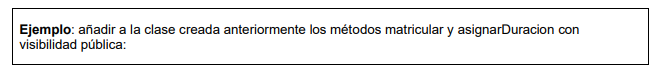 Ejemplo: añadir a la clase creada anteriormente los métodos matricular y asignarDuracion con
visibilidad pública: